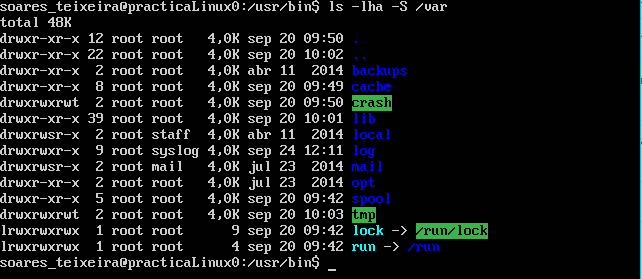 soares_teixeira@practicaLinux0:/usr/bin$ ls -lha -S /var
total 48K
drwxr-xr-x 12 root root   4,0K sep 20 09:50 .
drwxr-xr-x 22 root root   4,0K sep 20 10:02 ..
drwxr-xr-x  2 root root   4,0K abr 11  2014 backups
drwxr-xr-x  8 root root   4,0K sep 20 09:49 cache
drwxrwxrwt  2 root root   4,0K sep 20 09:50 crash
drwxr-xr-x 39 root root   4,0K sep 20 10:01 lib
drwxrwsr-x  2 root staff  4,0K abr 11  2014 local
drwxrwxr-x  9 root syslog 4,0K sep 24 12:11 log
drwxrwsr-x  2 root mail   4,0K jul 23  2014 mail
drwxr-xr-x  2 root root   4,0K jul 23  2014 opt
drwxr-xr-x  5 root root   4,0K sep 20 09:42 spool
drwxrwxrwt  2 root root   4,0K sep 20 10:03 tmp
lrwxrwxrwx  1 root root      9 sep 20 09:42 lock -> /run/lock
lrwxrwxrwx  1 root root      4 sep 20 09:42 run -> /run
soares_teixeira@practicaLinux0:/usr/bin$ _